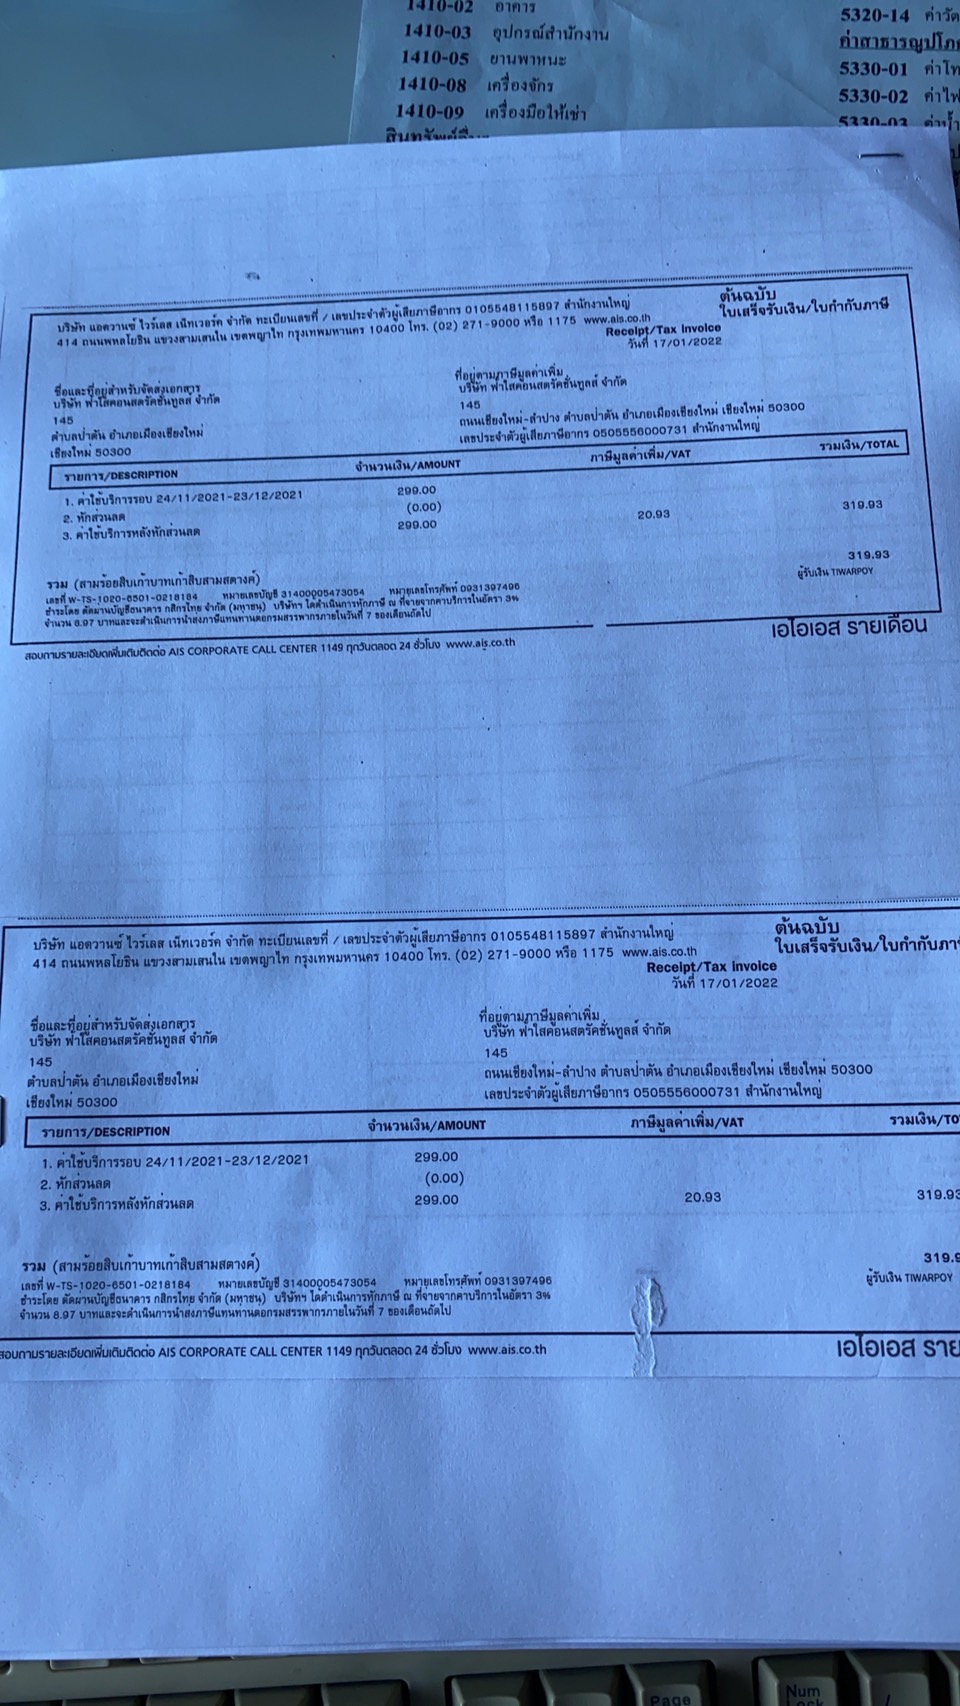 1410-02 อาคาร
1410-03 อุปกรณ์สำนักงาน
1410-05 ยานพาหนะ
1410-08 เครื่องจักร
1410-09 เครื่องมือให้เช่า
5320-14
ค่าสาธารณูปโภค
5330-01
5330-02
5330-03
บริษัท แอดวานซ์ ไวร์เลส เน็ทเวอร์ค จำกัด ทะเบียนเลขที่ / เลขประจำตัวผู้เสียภาษีอากร 0105548115897 สำนักงานใหญ่
414 ถนนพหลโยธิน แขวงสามเสนใน เขตพญาไท กรุงเทพมหานคร 10400 โทร. (02) 271-9000 หรือ 1175 www.ais.co.th
ต้นฉบับ
ใบเสร็จรับเงิน/ใบกำกับภาษี
Receipt/Tax Invoice
วันที่ 17/01/2022
ชื่อและที่อยู่สำหรับจัดส่งเอกสาร
บริษัท ฟาใสคอนสตรัคชั่นทูลส์ จำกัด
145
ตำบลป่าตัน อำเภอเมืองเชียงใหม่
เชียงใหม่ 50300
ที่อยู่ตามภาษีมูลค่าเพิ่ม
บริษัท ฟาใสคอนสตรัคชั่นทูลส์ จำกัด
145
ถนนเชียงใหม่-ลำปาง ตำบลป่าตัน อำเภอเมืองเชียงใหม่ เชียงใหม่ 50300
เลขประจำตัวผู้เสียภาษีอากร 0505556000731 สำนักงานใหญ่
รายการ/DESCRIPTION จำนวนเงิน/AMOUNT ภาษีมูลค่าเพิ่ม/VAT รวมเงิน/TOTAL
1. ค่าใช้บริการรอบ 24/11/2021-23/12/2021 299.00
2. หักส่วนลด (0.00)
3. ค่าใช้บริการหลังหักส่วนลด 299.00 20.93 319.93
319.93
รวม (สามร้อยสิบเก้าบาทเก้าสิบสามสตางค์)
ผู้รับเงิน TIWARPOY
เลขที่ W-TS-1020-6501-0218184 หมายเลขบัญชี 31400005473054 หมายเลขโทรศัพท์ 0931397496
ชำระโดย ตัดผ่านบัญชีธนาคาร กสิกรไทย จำกัด (มหาชน) บริษัทฯ ได้ดำเนินการหักภาษี ณ ที่จ่ายจากค่าบริการในอัตรา 3%
จำนวน 8.97 บาทและจะดำเนินการนำส่งภาษีแทนท่านต่อกรมสรรพากรภายในวันที่ 7 ของเดือนถัดไป
เอไอเอส รายเดือน
สอบถามรายละเอียดเพิ่มเติมติดต่อ AIS CORPORATE CALL CENTER 1149 ทุกวันตลอด 24 ชั่วโมง www.ais.co.th
บริษัท แอดวานซ์ ไวร์เลส เน็ทเวอร์ค จำกัด ทะเบียนเลขที่ / เลขประจำตัวผู้เสียภาษีอากร 0105548115897 สำนักงานใหญ่
414 ถนนพหลโยธิน แขวงสามเสนใน เขตพญาไท กรุงเทพมหานคร 10400 โทร. (02) 271-9000 หรือ 1175 www.ais.co.th
ต้นฉบับ
ใบเสร็จรับเงิน/ใบกำกับภาษี
Receipt/Tax Invoice
วันที่ 17/01/2022
ชื่อและที่อยู่สำหรับจัดส่งเอกสาร
บริษัท ฟาใสคอนสตรัคชั่นทูลส์ จำกัด
145
ตำบลป่าตัน อำเภอเมืองเชียงใหม่
เชียงใหม่ 50300
ที่อยู่ตามภาษีมูลค่าเพิ่ม
บริษัท ฟาใสคอนสตรัคชั่นทูลส์ จำกัด
145
ถนนเชียงใหม่-ลำปาง ตำบลป่าตัน อำเภอเมืองเชียงใหม่ เชียงใหม่ 50300
เลขประจำตัวผู้เสียภาษีอากร 0505556000731 สำนักงานใหญ่
รายการ/DESCRIPTION จำนวนเงิน/AMOUNT ภาษีมูลค่าเพิ่ม/VAT รวมเงิน/TO
1. ค่าใช้บริการรอบ 24/11/2021-23/12/2021 299.00
2. หักส่วนลด (0.00)
3. ค่าใช้บริการหลังหักส่วนลด 299.00 20.93 319.93
319.9
รวม (สามร้อยสิบเก้าบาทเก้าสิบสามสตางค์)
ผู้รับเงิน TIWARPOY
เลขที่ W-TS-1020-6501-0218184 หมายเลขบัญชี 31400005473054 หมายเลขโทรศัพท์ 0931397496
ชำระโดย ตัดผ่านบัญชีธนาคาร กสิกรไทย จำกัด (มหาชน) บริษัทฯ ได้ดำเนินการหักภาษี ณ ที่จ่ายจากค่าบริการในอัตรา 3%
จำนวน 8.97 บาทและจะดำเนินการนำส่งภาษีแทนท่านต่อกรมสรรพากรภายในวันที่ 7 ของเดือนถัดไป
เอไอเอส ราย
สอบถามรายละเอียดเพิ่มเติมติดต่อ AIS CORPORATE CALL CENTER 1149 ทุกวันตลอด 24 ชั่วโมง www.ais.co.th
Page
Num
Lock
/